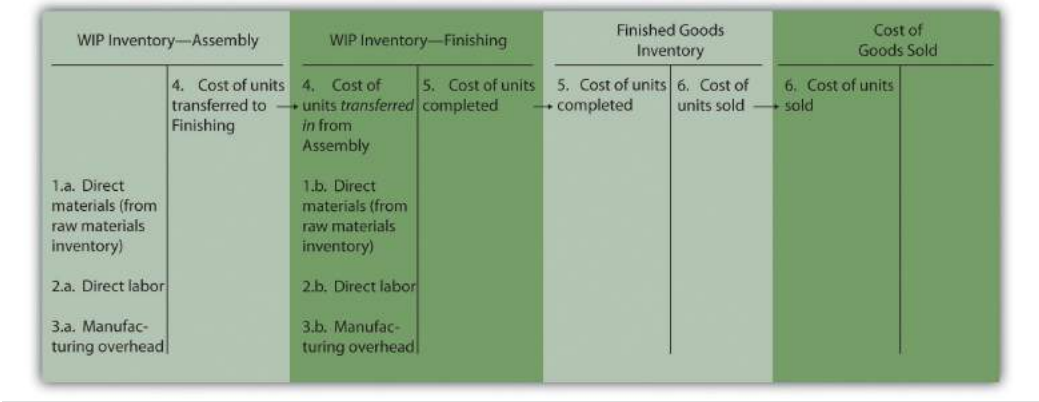 WIP Inventory—Assembly
4. Cost of units
transferred to
Finishing
1.a. Direct
materials (from
raw materials
inventory)
2.a. Direct labor
3.a. Manufac-
turing overhead
WIP Inventory—Finishing
4. Cost of
units transferred
in from
Assembly
1.b. Direct
materials (from
raw materials
inventory)
2.b. Direct labor
3.b. Manufac-
turing overhead
5. Cost of units
completed
Finished Goods
Inventory
5. Cost of units
completed
6. Cost of
units sold
Cost of
Goods Sold
6. Cost of units
sold